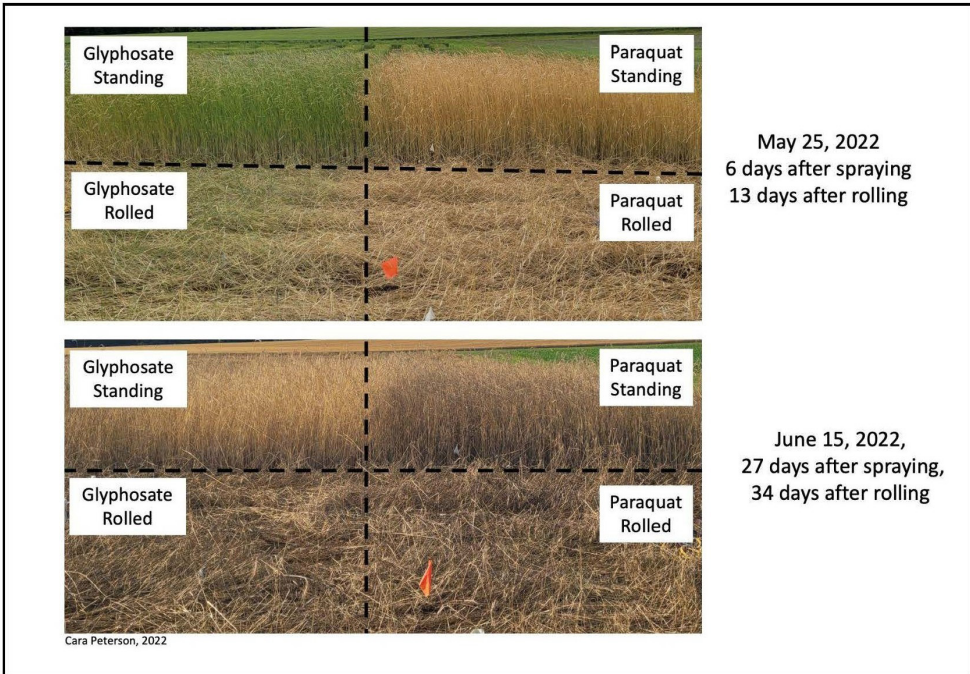 Glyphosate
Standing
Paraquat
Standing
Glyphosate
Rolled
Paraquat
Rolled
May 25, 2022
6 days after spraying
13 days after rolling
Glyphosate
Standing
Paraquat
Standing
Glyphosate
Rolled
Paraquat
Rolled
June 15, 2022,
27 days after spraying,
34 days after rolling
Cara Peterson, 2022